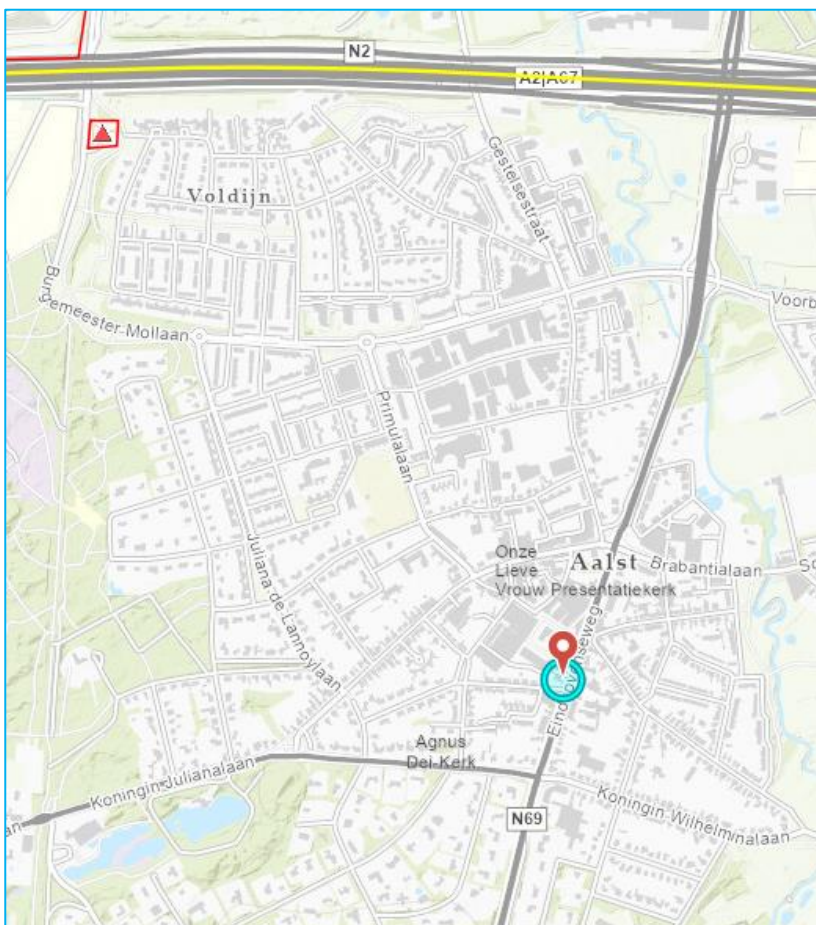 N2
A2|A67
Gestelsestraat
Voldijn
Burgemeester-Mollaan
Voorb
Primulalaan
Juliana de Lannoylaan
Onze
Lieve
Vrouw Presentatiekerk
Aalst
Brabantialaan
Eindhovenseweg
Agnus
Dei-Kerk
Koningin-Julianalaan
Koningin-Wilhelminalaan
N69